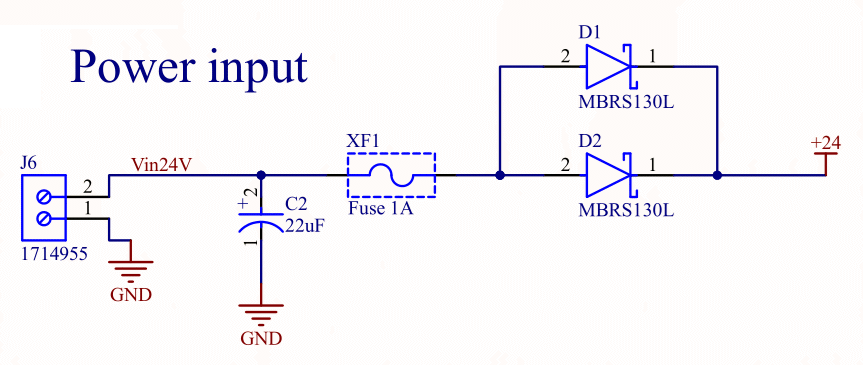 Power input
D1
2
1
MBRS130L
XF1
D2
+24
J6
Vin24V
2
1
2
1
+
2
C2
22uF
1
Fuse 1A
MBRS130L
1714955
GND
GND